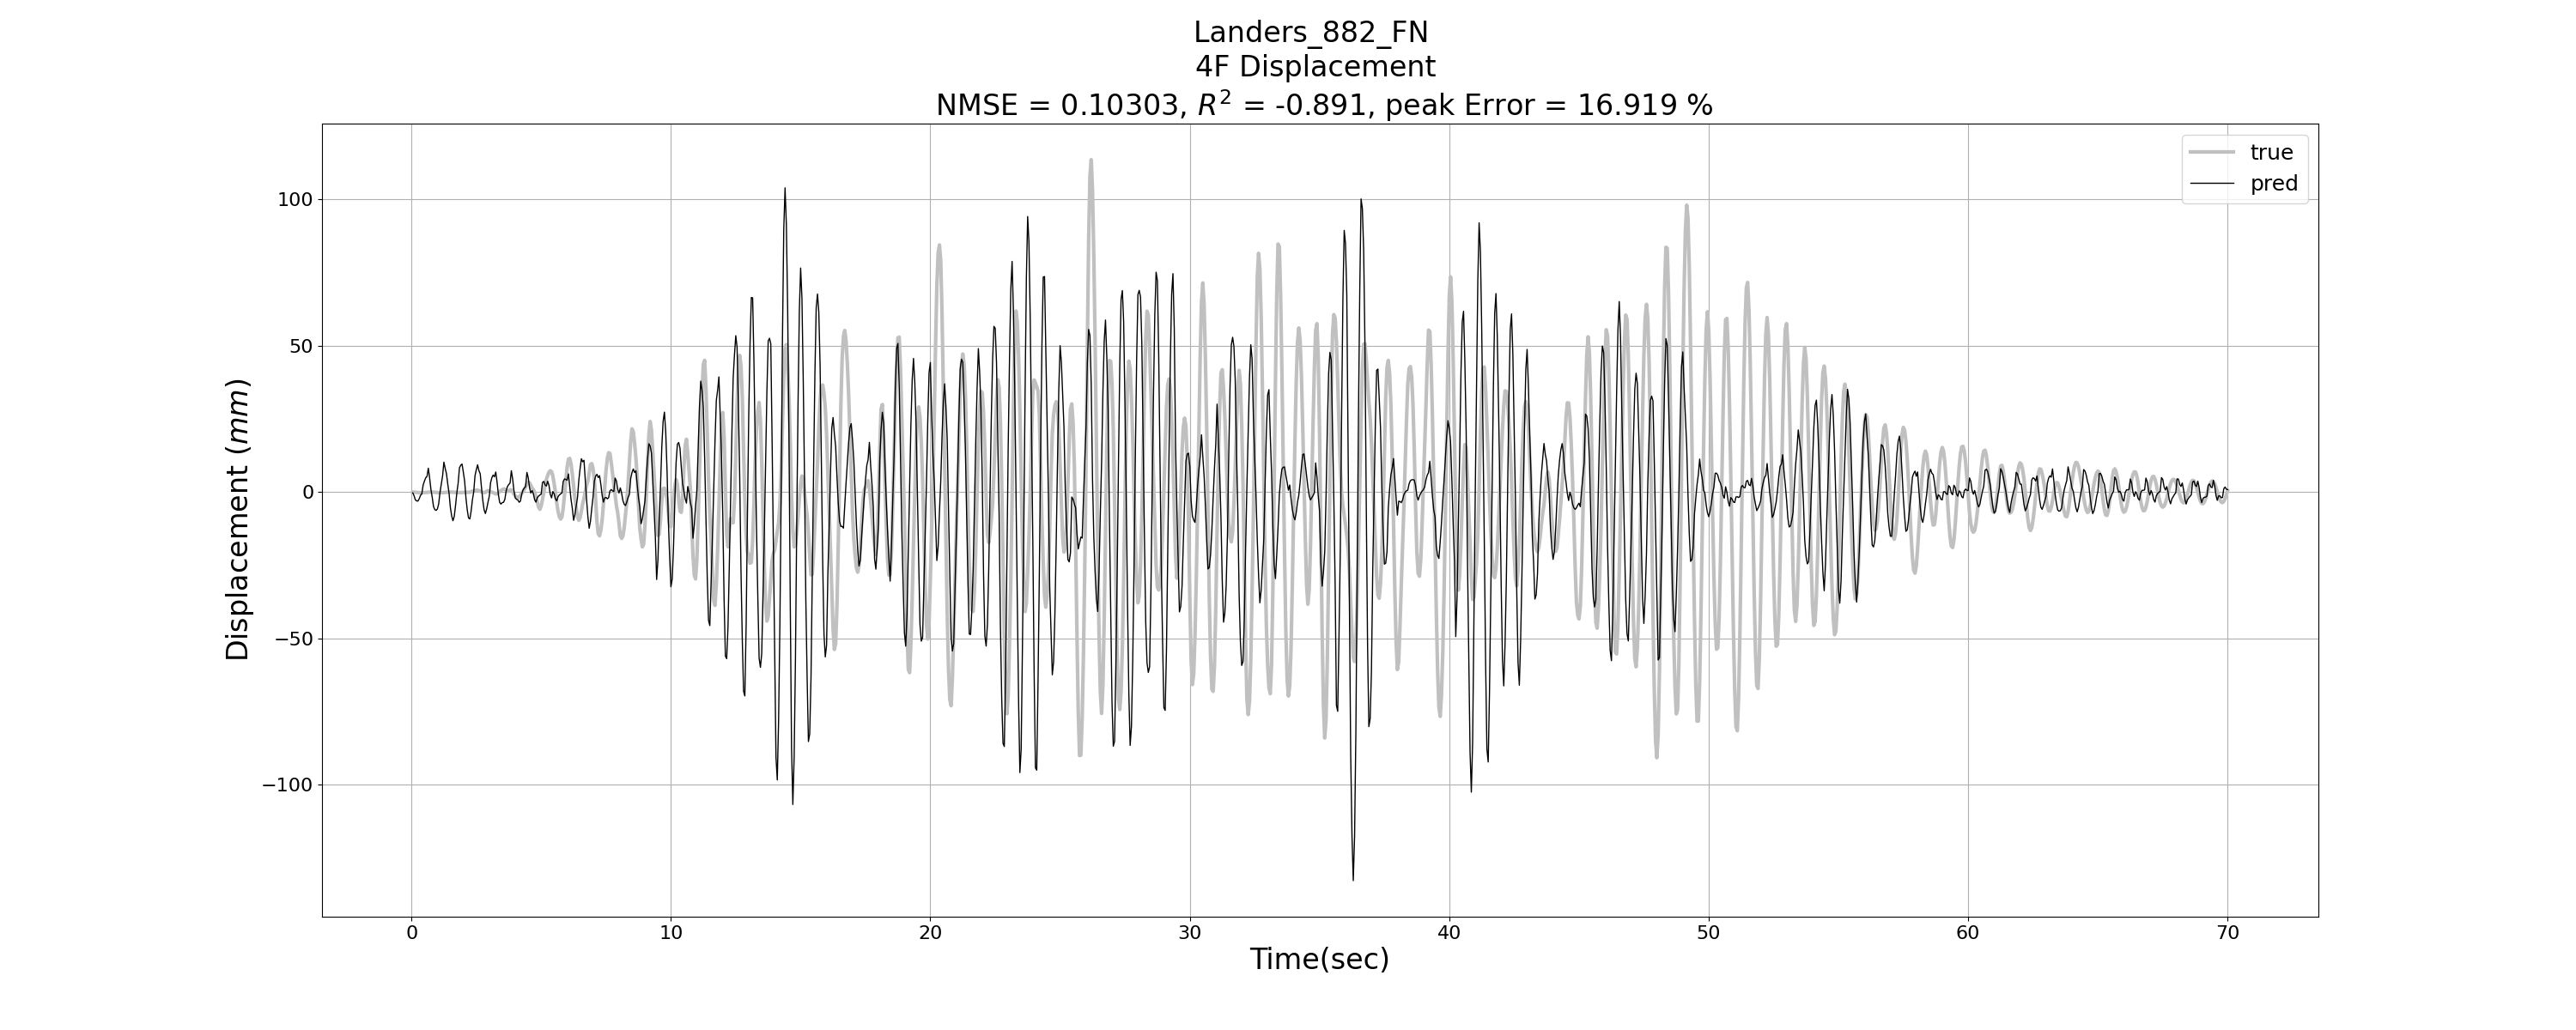 Landers_882_FN
4F Displacement
NMSE = 0.10303, R² = -0.891, peak Error = 16.919 %
true
pred
Displacement (mm)
100
50
0
−50
−100
0 10 20 30 40 50 60 70
Time(sec)